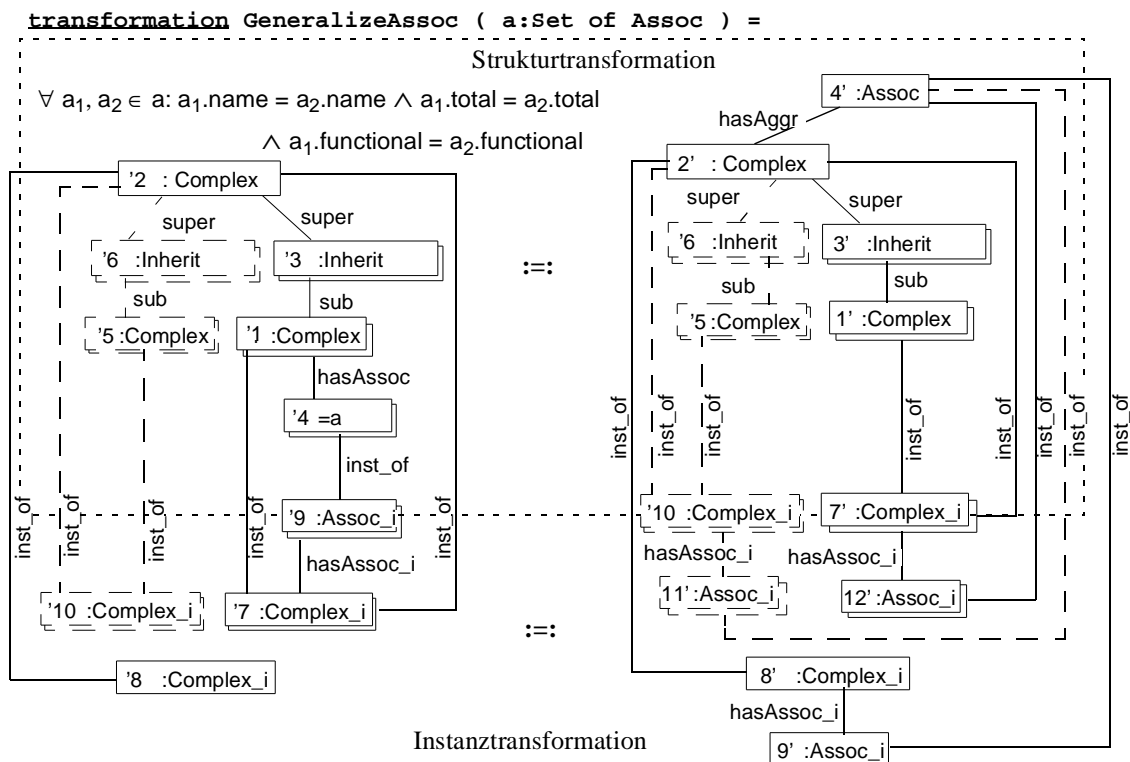 transformation GeneralizeAssoc ( a:Set of Assoc ) =
Strukturtransformation
∀ a1, a2 ∈ a: a1.name = a2.name ∧ a1.total = a2.total
∧ a1.functional = a2.functional
'2 : Complex
super
super
'6 :Inherit
'3 :Inherit
sub
sub
'5 :Complex
'1 :Complex
hasAssoc
'4 =a
inst_of
'9 :Assoc_i
hasAssoc_i
inst_of
inst_of
inst_of
inst_of
inst_of
'10 :Complex_i
'7 :Complex_i
'8 :Complex_i
:=:
:=:
4' :Assoc
hasAggr
2' : Complex
super
super
'6 :Inherit
3' :Inherit
sub
sub
'5 :Complex
1' :Complex
inst_of
inst_of
inst_of
inst_of
inst_of
inst_of
inst_of
inst_of
'10 :Complex_i
7' :Complex_i
hasAssoc_i
hasAssoc_i
11' :Assoc_i
12' :Assoc_i
8' :Complex_i
hasAssoc_i
9' :Assoc_i
Instanztransformation